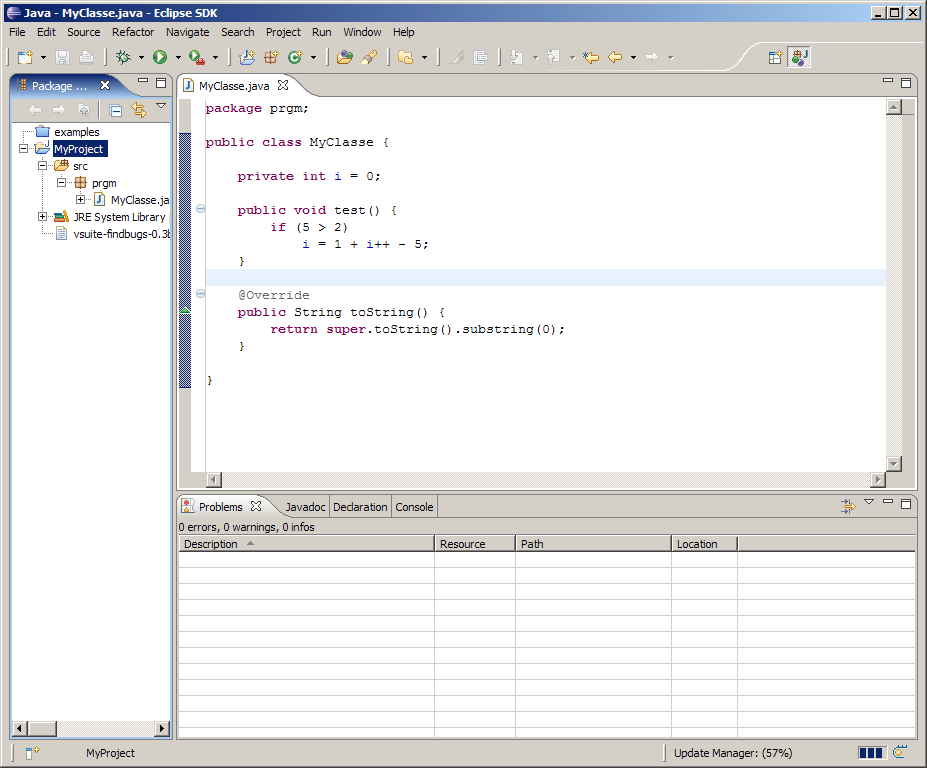 Java - MyClasse.java - Eclipse SDK
File Edit Source Refactor Navigate Search Project Run Window Help
Package ...
examples
MyProject
src
prgm
MyClasse.ja
JRE System Library
vsuite-findbugs-0.3b
MyClasse.java
package prgm;
public class MyClasse {
private int i = 0;
public void test() {
if (5 > 2)
i = 1 + i++ - 5;
}
@Override
public String toString() {
return super.toString().substring(0);
}
}
Problems Javadoc Declaration Console
0 errors, 0 warnings, 0 infos
Description Resource Path Location
MyProject Update Manager: (57%)